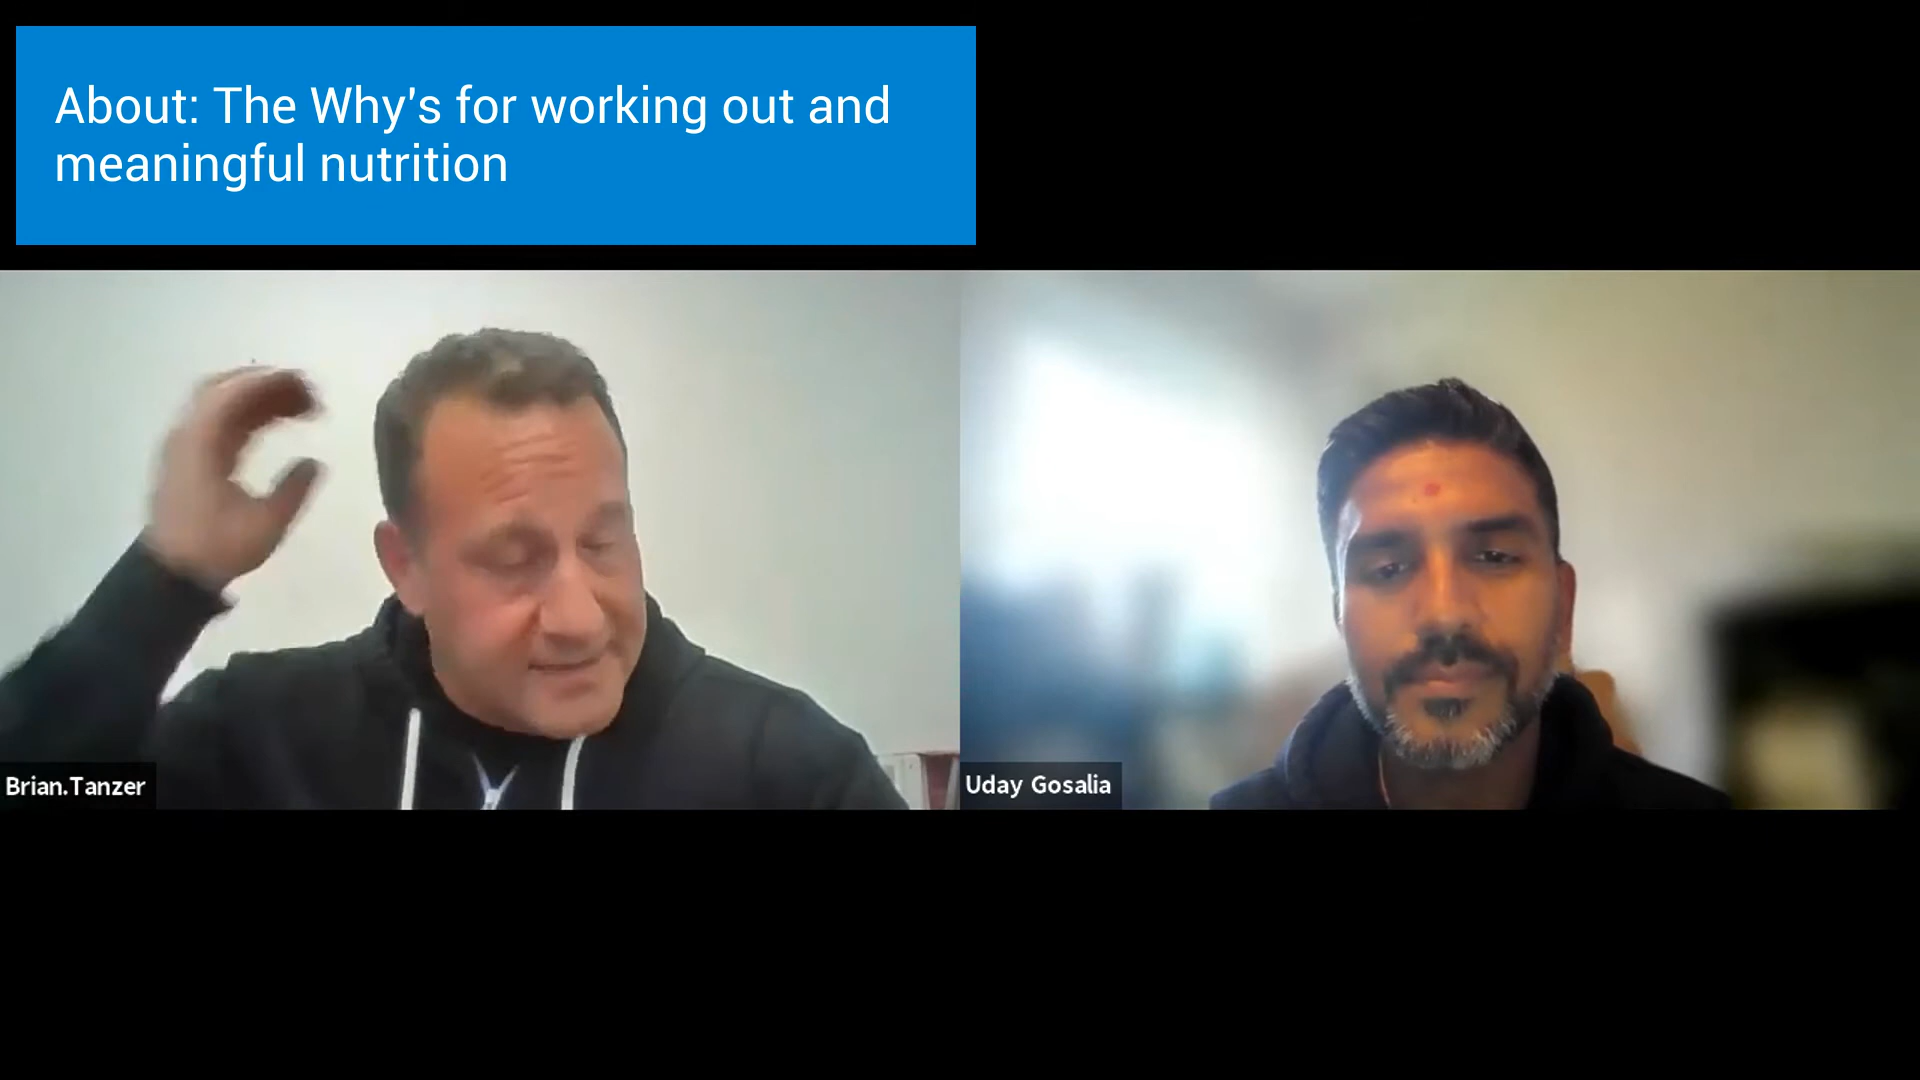 About: The Why's for working out and
meaningful nutrition
Brian.Tanzer
Uday Gosalia